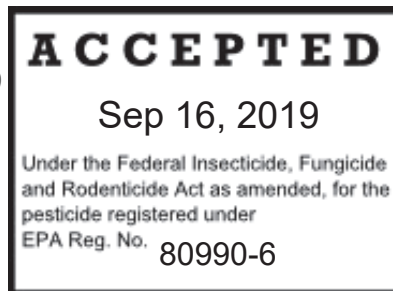 ACCEPTED
Sep 16, 2019
Under the Federal Insecticide, Fungicide
and Rodenticide Act as amended, for the
pesticide registered under
EPA Reg. No. 80990-6